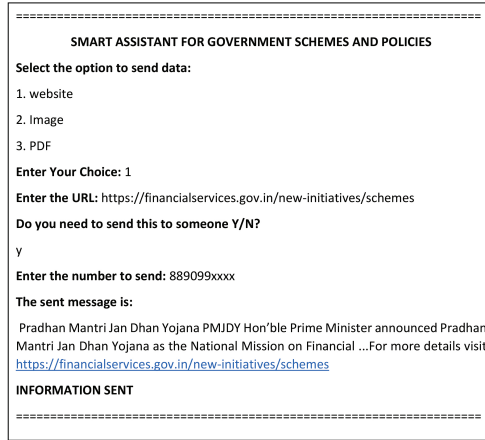 =====================================================================
SMART ASSISTANT FOR GOVERNMENT SCHEMES AND POLICIES
Select the option to send data:
1. website
2. Image
3. PDF
Enter Your Choice: 1
Enter the URL: https://financialservices.gov.in/new-initiatives/schemes
Do you need to send this to someone Y/N?
y
Enter the number to send: 889099xxxx
The sent message is:
Pradhan Mantri Jan Dhan Yojana PMJDY Hon'ble Prime Minister announced Pradhan
Mantri Jan Dhan Yojana as the National Mission on Financial ...For more details visit
https://financialservices.gov.in/new-initiatives/schemes
INFORMATION SENT
=====================================================================